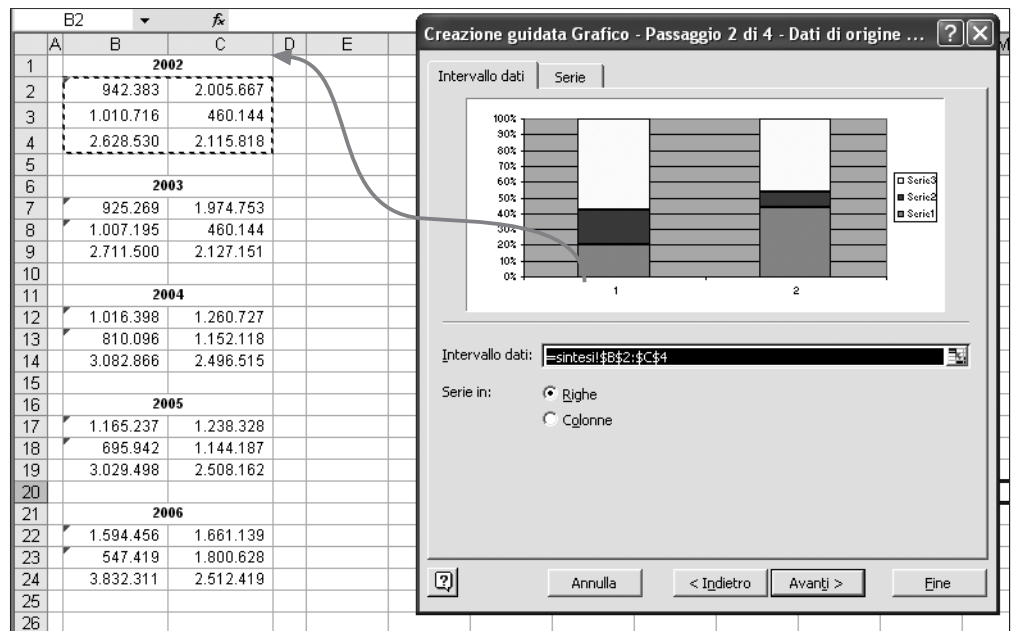 B2 fx
A B C D E M
1 2002
2 942.383 2.005.667
3 1.010.716 460.144
4 2.628.530 2.115.818
5
6 2003
7 925.269 1.974.753
8 1.007.195 460.144
9 2.711.500 2.127.151
10
11 2004
12 1.016.398 1.260.727
13 810.096 1.152.118
14 3.082.866 2.496.515
15
16 2005
17 1.165.237 1.238.328
18 695.942 1.144.187
19 3.029.498 2.508.162
20
21 2006
22 1.594.456 1.661.139
23 547.419 1.800.628
24 3.832.311 2.512.419
25
26
Creazione guidata Grafico - Passaggio 2 di 4 - Dati di origine ...
Intervallo dati Serie
100%
90%
80%
70%
60%
50%
40%
30%
20%
10%
0%
1 2
Serie3
Serie2
Serie1
Intervallo dati: =sintesi!$B$2:$C$4
Serie in: Righe
Colonne
Annulla < Indietro Avanti > Fine